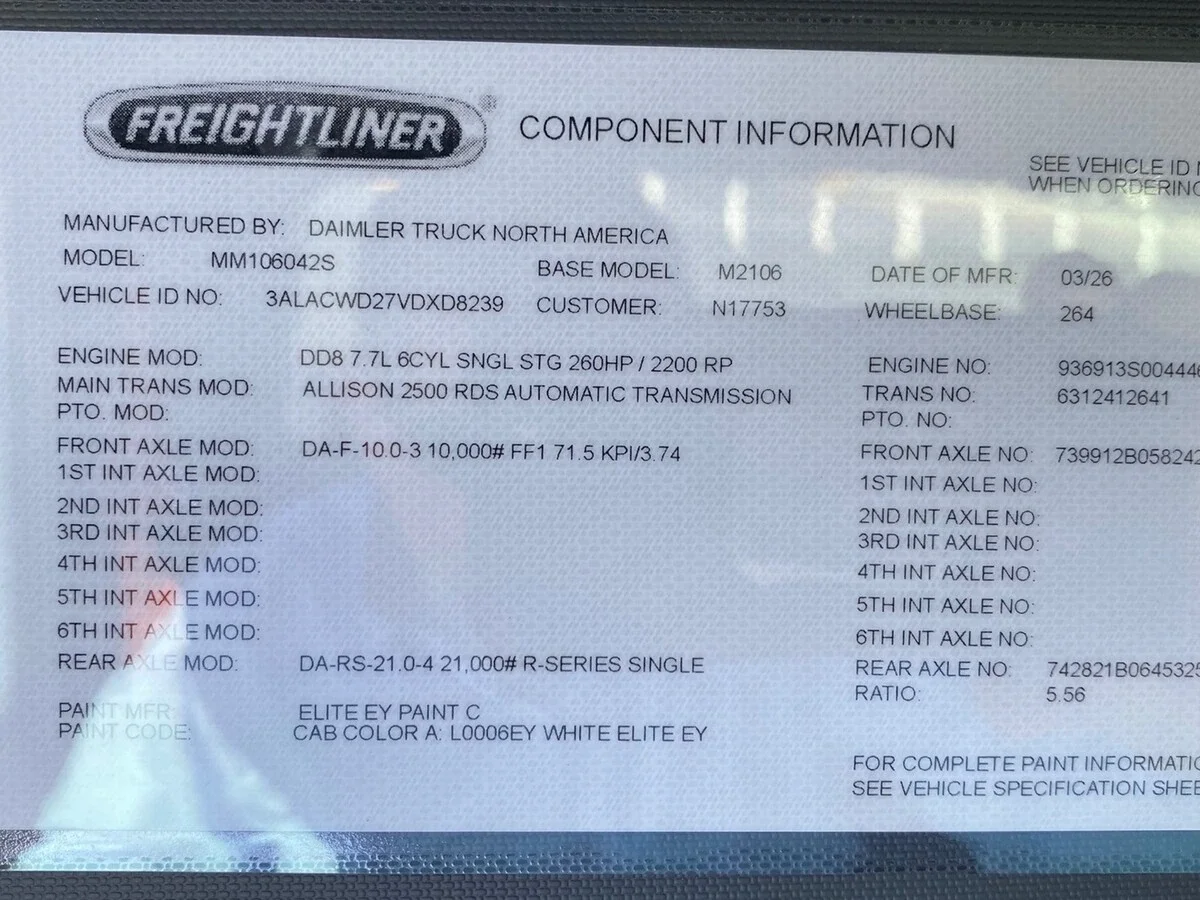 FREIGHTLINER ® COMPONENT INFORMATION
SEE VEHICLE ID
WHEN ORDERING
MANUFACTURED BY: DAIMLER TRUCK NORTH AMERICA
MODEL: MM106042S BASE MODEL: M2106 DATE OF MFR: 03/26
VEHICLE ID NO: 3ALACWD27VDXD8239 CUSTOMER: N17753 WHEELBASE: 264
ENGINE MOD: DD8 7.7L 6CYL SNGL STG 260HP / 2200 RP ENGINE NO: 936913S00444
MAIN TRANS MOD: ALLISON 2500 RDS AUTOMATIC TRANSMISSION TRANS NO: 6312412641
PTO. MOD: PTO. NO:
FRONT AXLE MOD: DA-F-10.0-3 10,000# FF1 71.5 KPI/3.74 FRONT AXLE NO: 739912B058242
1ST INT AXLE MOD: 1ST INT AXLE NO:
2ND INT AXLE MOD: 2ND INT AXLE NO:
3RD INT AXLE MOD: 3RD INT AXLE NO:
4TH INT AXLE MOD: 4TH INT AXLE NO:
5TH INT AXLE MOD: 5TH INT AXLE NO:
6TH INT AXLE MOD: 6TH INT AXLE NO:
REAR AXLE MOD: DA-RS-21.0-4 21,000# R-SERIES SINGLE REAR AXLE NO: 742821B0645325
RATIO: 5.56
PAINT MFR: ELITE EY PAINT C
PAINT CODE: CAB COLOR A: L0006EY WHITE ELITE EY
FOR COMPLETE PAINT INFORMATIO
SEE VEHICLE SPECIFICATION SHEE